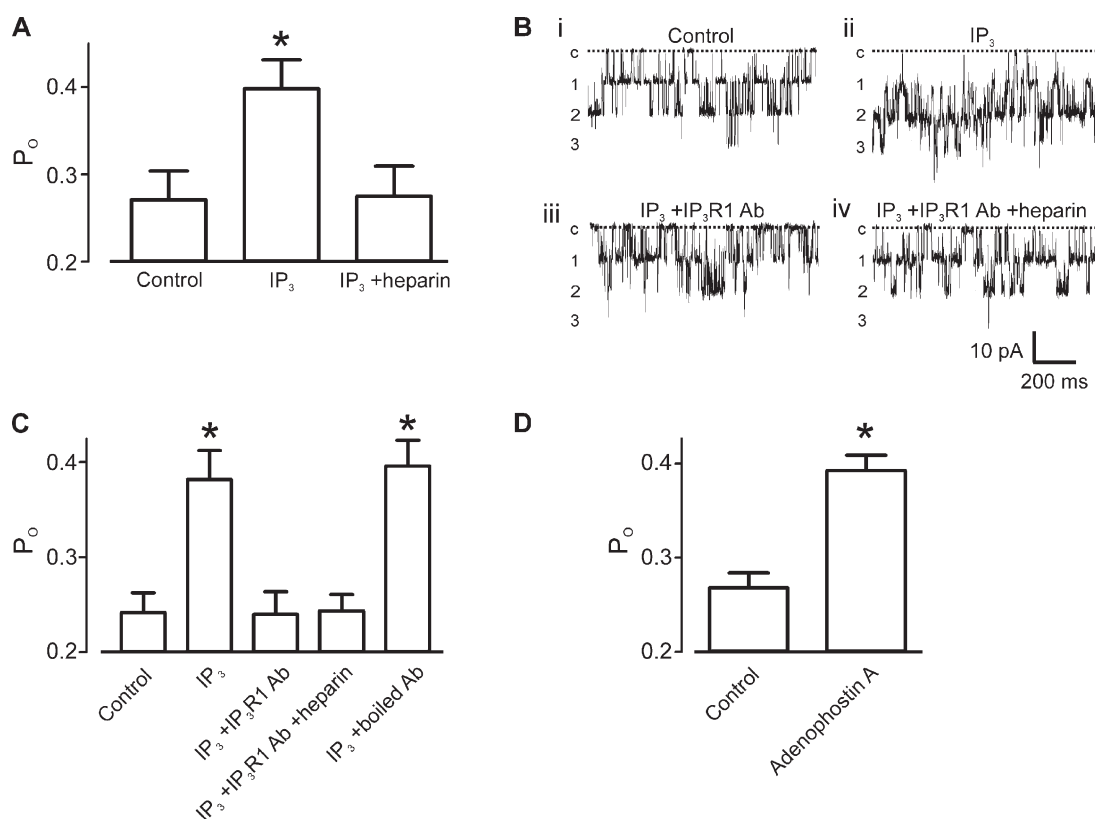 A
*
0.4
0.3
0.2
Po
Control
IP3
IP3 +heparin
B
i
Control
c
1
2
3
ii
IP3
c
1
2
3
iii
IP3 +IP3R1 Ab
c
1
2
3
iv
IP3 +IP3R1 Ab +heparin
c
1
2
3
10 pA
200 ms
C
*
*
0.4
0.3
0.2
Po
Control
IP3
IP3 +IP3R1 Ab
IP3 +IP3R1 Ab +heparin
IP3 +boiled Ab
D
*
0.4
0.3
0.2
Po
Control
Adenophostin A